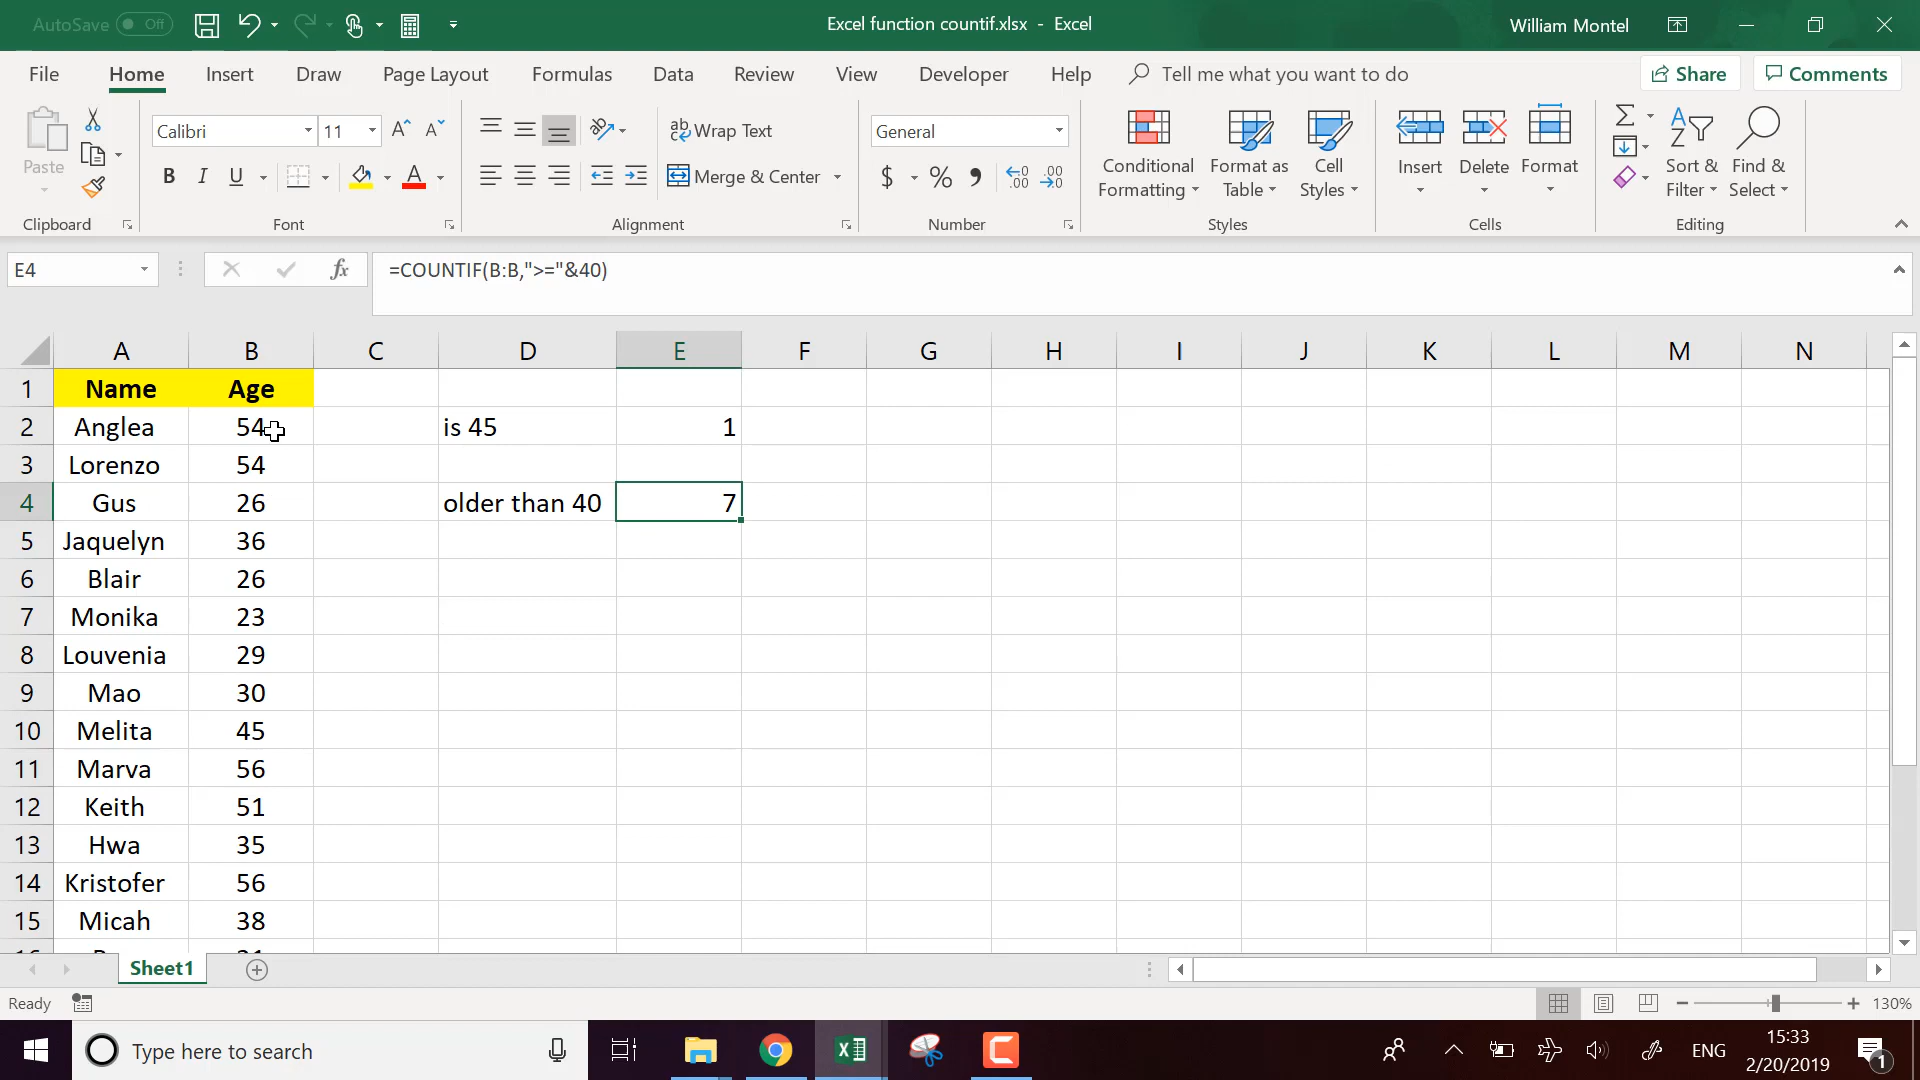 AutoSave Off
Excel function countif.xlsx - Excel
William Montel
File Home Insert Draw Page Layout Formulas Data Review View Developer Help Tell me what you want to do Share Comments
Paste
Clipboard
Calibri 11
B I U A
Font
ab Wrap Text
Merge & Center
Alignment
General
$ % ,
Number
Conditional Formatting
Format as Table
Cell Styles
Styles
Insert Delete Format
Cells
Sort & Filter
Find & Select
Editing
E4 fx =COUNTIF(B:B,">="&40)
A B C D E F G H I J K L M N
1 Name Age
2 Anglea 54 is 45 1
3 Lorenzo 54
4 Gus 26 older than 40 7
5 Jaquelyn 36
6 Blair 26
7 Monika 23
8 Louvenia 29
9 Mao 30
10 Melita 45
11 Marva 56
12 Keith 51
13 Hwa 35
14 Kristofer 56
15 Micah 38
Sheet1
Ready 130%
Type here to search
ENG
15:33
2/20/2019
1